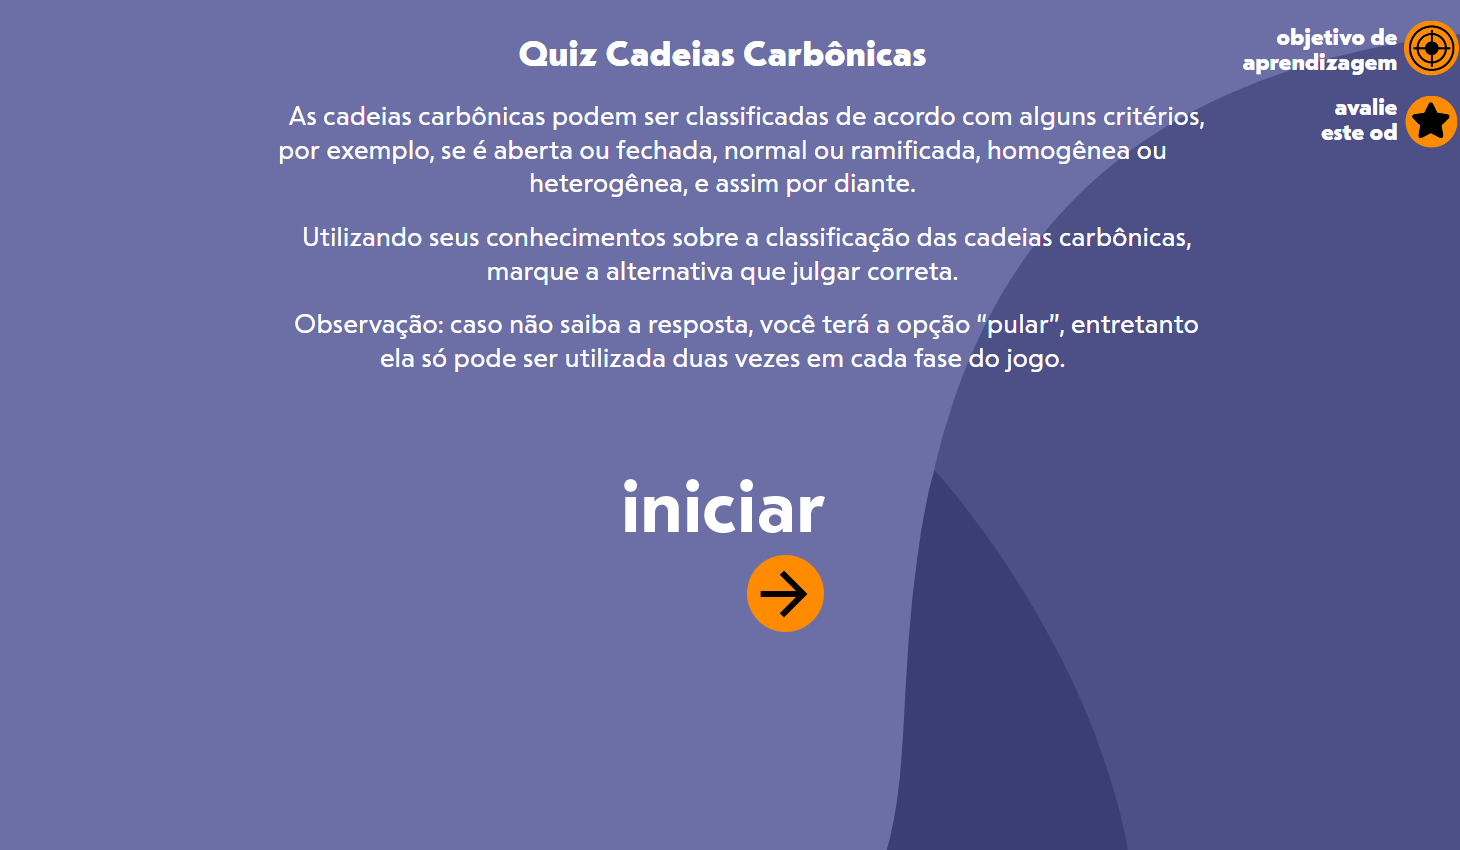 Quiz Cadeias Carbônicas
As cadeias carbônicas podem ser classificadas de acordo com alguns critérios,
por exemplo, se é aberta ou fechada, normal ou ramificada, homogênea ou
heterogênea, e assim por diante.
Utilizando seus conhecimentos sobre a classificação das cadeias carbônicas,
marque a alternativa que julgar correta.
Observação: caso não saiba a resposta, você terá a opção “pular”, entretanto
ela só pode ser utilizada duas vezes em cada fase do jogo.
iniciar
objetivo de
aprendizagem
avalie
este od